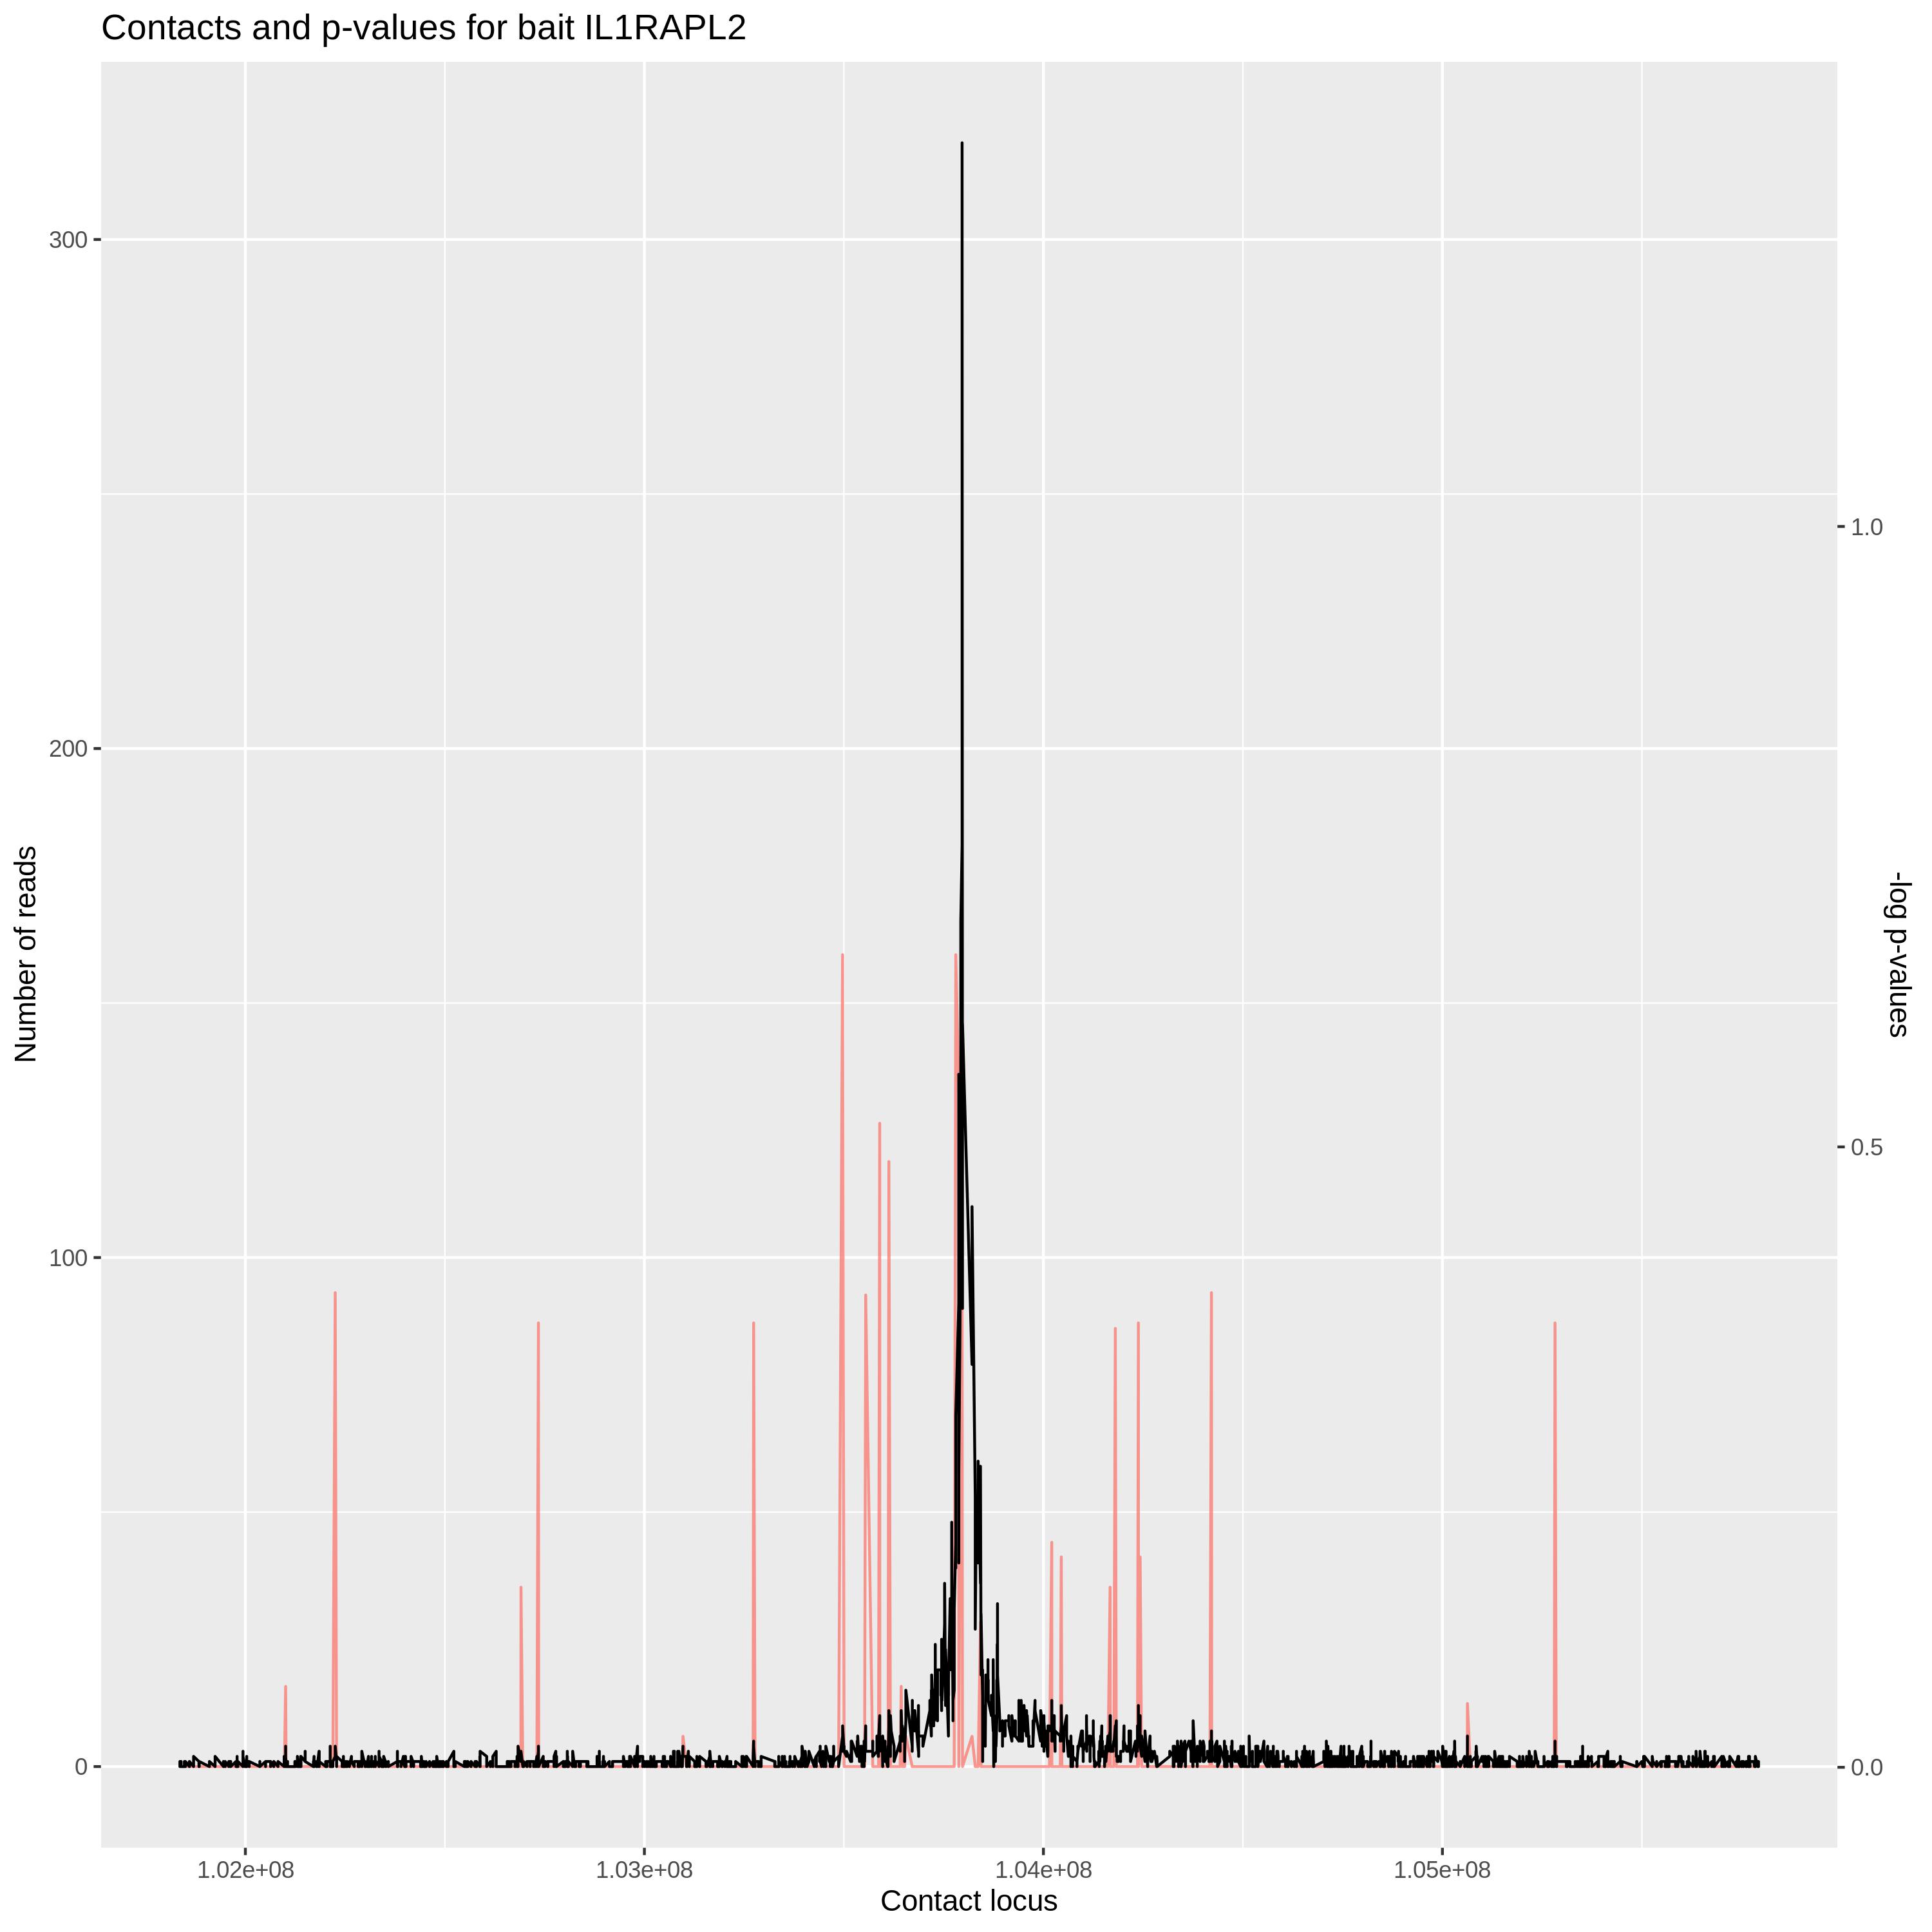 Contacts and p-values for bait IL1RAPL2
300
200
100
0
Number of reads
1.0
0.5
0.0
-log p-values
1.02e+08
1.03e+08
1.04e+08
1.05e+08
Contact locus